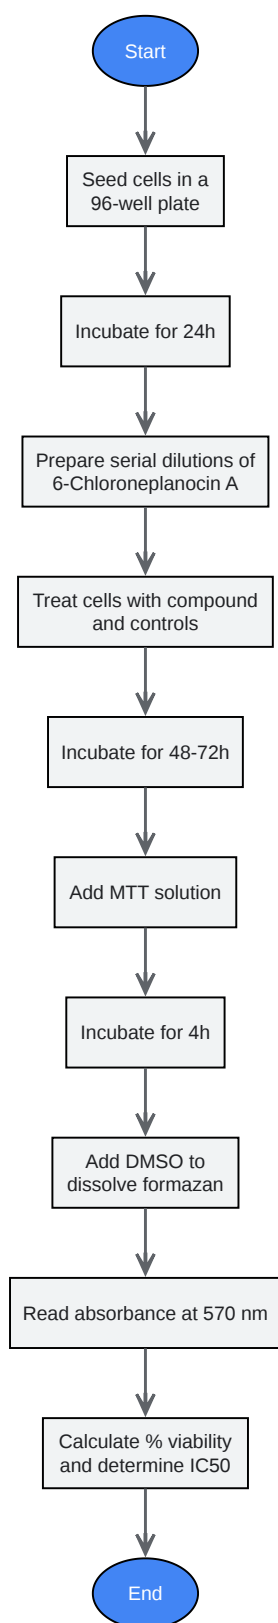 Start
Seed cells in a
96-well plate
Incubate for 24h
Prepare serial dilutions of
6-Chloroneplanocin A
Treat cells with compound
and controls
Incubate for 48-72h
Add MTT solution
Incubate for 4h
Add DMSO to
dissolve formazan
Read absorbance at 570 nm
Calculate % viability
and determine IC50
End